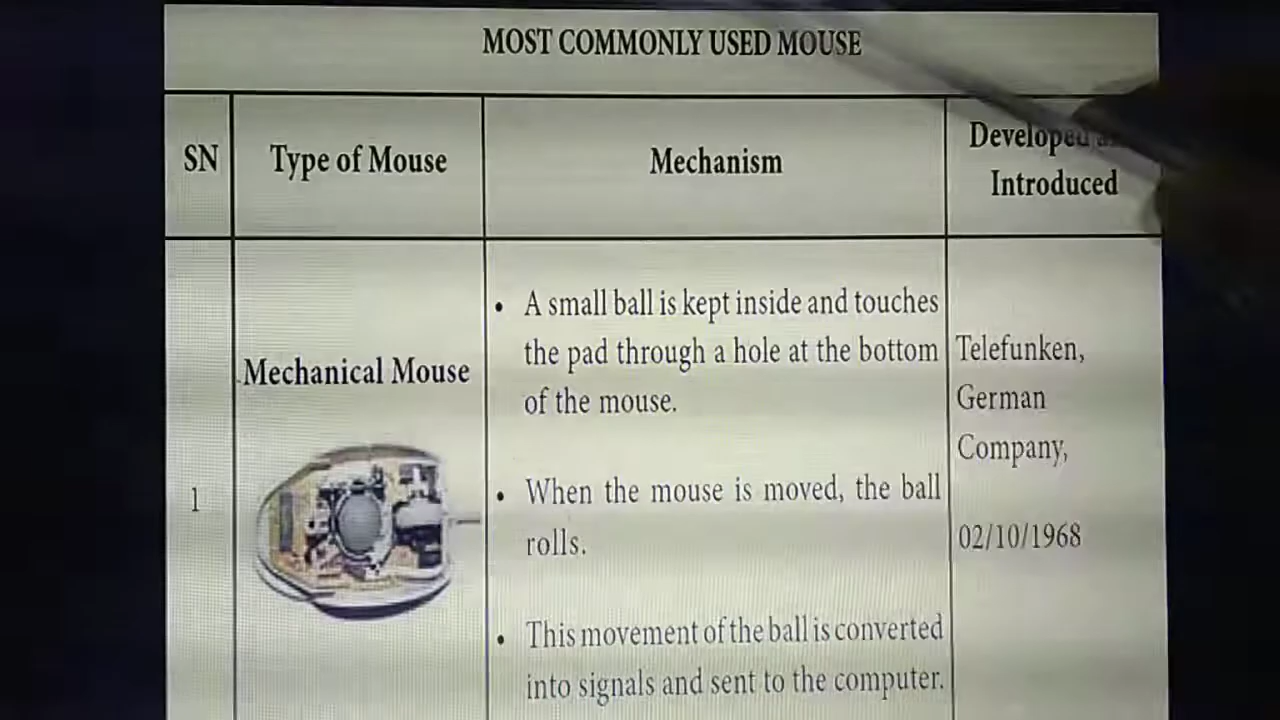 MOST COMMONLY USED MOUSE
SN
Type of Mouse
Mechanism
Developed
Introduced
1
Mechanical Mouse
• A small ball is kept inside and touches
the pad through a hole at the bottom
of the mouse.
• When the mouse is moved, the ball
rolls.
• This movement of the ball is converted
into signals and sent to the computer.
Telefunken,
German
Company,
02/10/1968